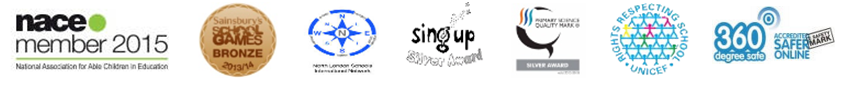 nace
member 2015
National Association for Able Children in Education
Sainsbury's
SCHOOL
GAMES
BRONZE
2013/14
N
W E
S
North London Schools
International Network
sing up
Silver Award
PRIMARY SCIENCE
QUALITY MARK
SILVER AWARD
RIGHTS RESPECTING SCHOOL
UNICEF
360
degree safe
ACCREDITED
SAFER
ONLINE
E-SAFETY
MARK